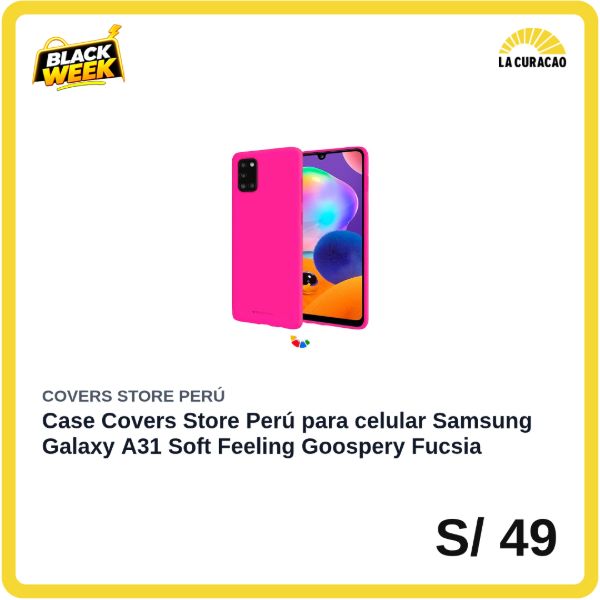 BLACK
WEEK
LA CURACAO
COVERS STORE PERÚ
Case Covers Store Perú para celular Samsung
Galaxy A31 Soft Feeling Goospery Fucsia
S/ 49